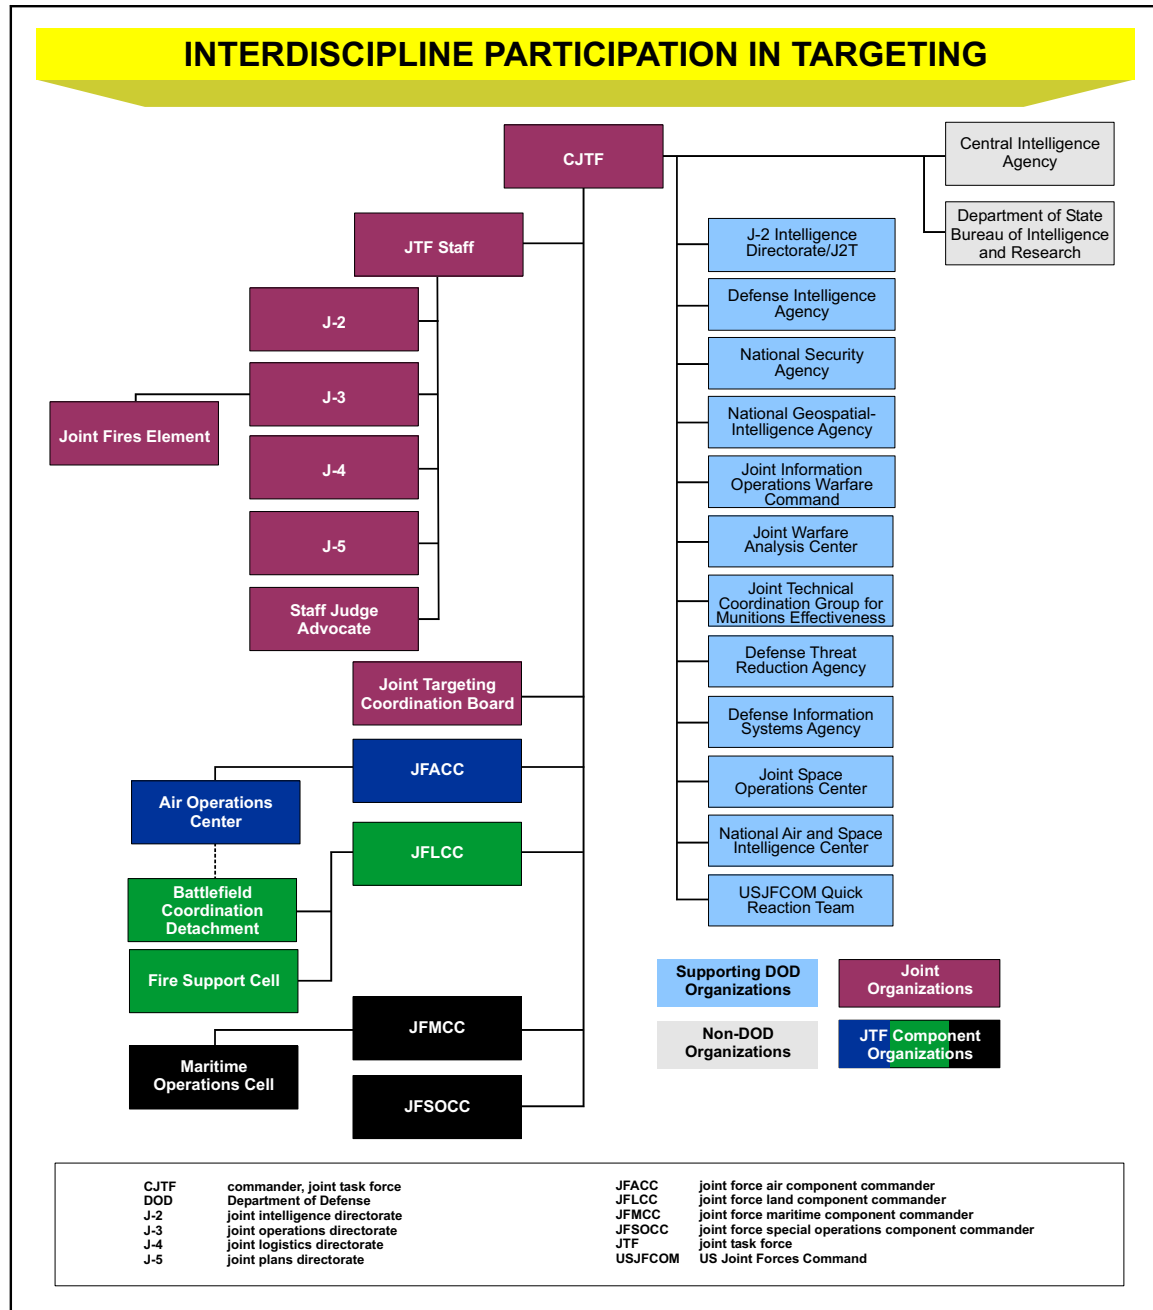 INTERDISCIPLINE PARTICIPATION IN TARGETING
CJTF
Central Intelligence
Agency
Department of State
Bureau of Intelligence
and Research
JTF Staff
J-2
J-3
Joint Fires Element
J-4
J-5
Staff Judge
Advocate
Joint Targeting
Coordination Board
JFACC
Air Operations
Center
JFLCC
Battlefield
Coordination
Detachment
Fire Support Cell
JFMCC
Maritime
Operations Cell
JFSOCC
J-2 Intelligence
Directorate/J2T
Defense Intelligence
Agency
National Security
Agency
National Geospatial-
Intelligence Agency
Joint Information
Operations Warfare
Command
Joint Warfare
Analysis Center
Joint Technical
Coordination Group for
Munitions Effectiveness
Defense Threat
Reduction Agency
Defense Information
Systems Agency
Joint Space
Operations Center
National Air and Space
Intelligence Center
USJFCOM Quick
Reaction Team
Supporting DOD
Organizations
Joint
Organizations
Non-DOD
Organizations
JTF Component
Organizations
CJTF commander, joint task force
DOD Department of Defense
J-2 joint intelligence directorate
J-3 joint operations directorate
J-4 joint logistics directorate
J-5 joint plans directorate
JFACC joint force air component commander
JFLCC joint force land component commander
JFMCC joint force maritime component commander
JFSOCC joint force special operations component commander
JTF joint task force
USJFCOM US Joint Forces Command